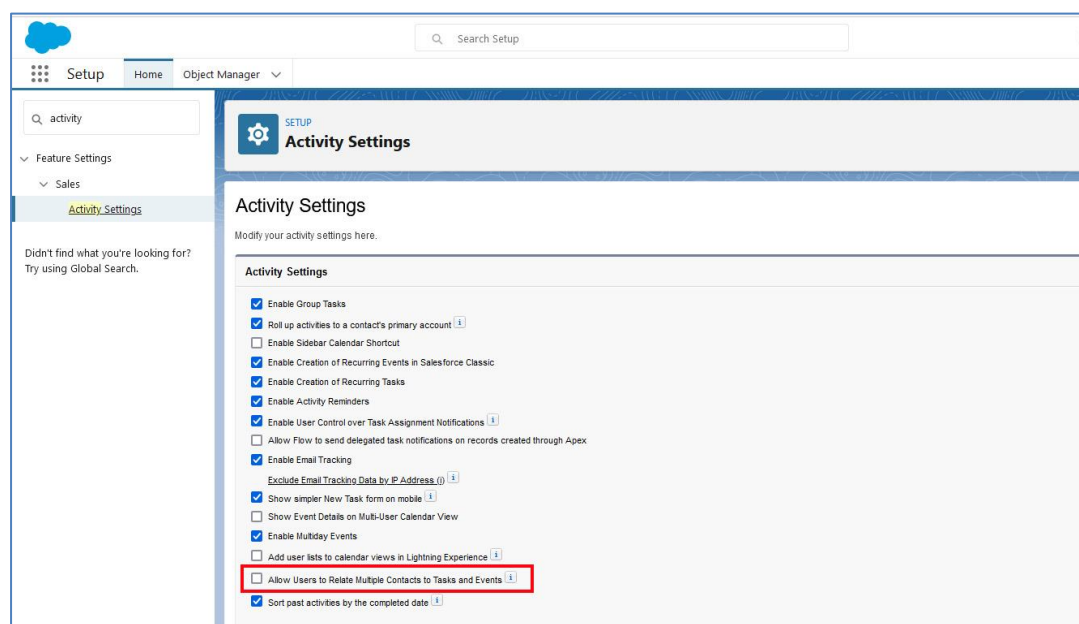 Search Setup
Setup Home Object Manager
activity
Feature Settings
Sales
Activity Settings
Didn't find what you're looking for?
Try using Global Search.
SETUP
Activity Settings
Activity Settings
Modify your activity settings here.
Activity Settings
Enable Group Tasks
Roll up activities to a contact's primary account i
Enable Sidebar Calendar Shortcut
Enable Creation of Recurring Events in Salesforce Classic
Enable Creation of Recurring Tasks
Enable Activity Reminders
Enable User Control over Task Assignment Notifications i
Allow Flow to send delegated task notifications on records created through Apex
Enable Email Tracking
Exclude Email Tracking Data by IP Address (i) i
Show simpler New Task form on mobile i
Show Event Details on Multi-User Calendar View
Enable Multiday Events
Add user lists to calendar views in Lightning Experience i
Allow Users to Relate Multiple Contacts to Tasks and Events i
Sort past activities by the completed date i